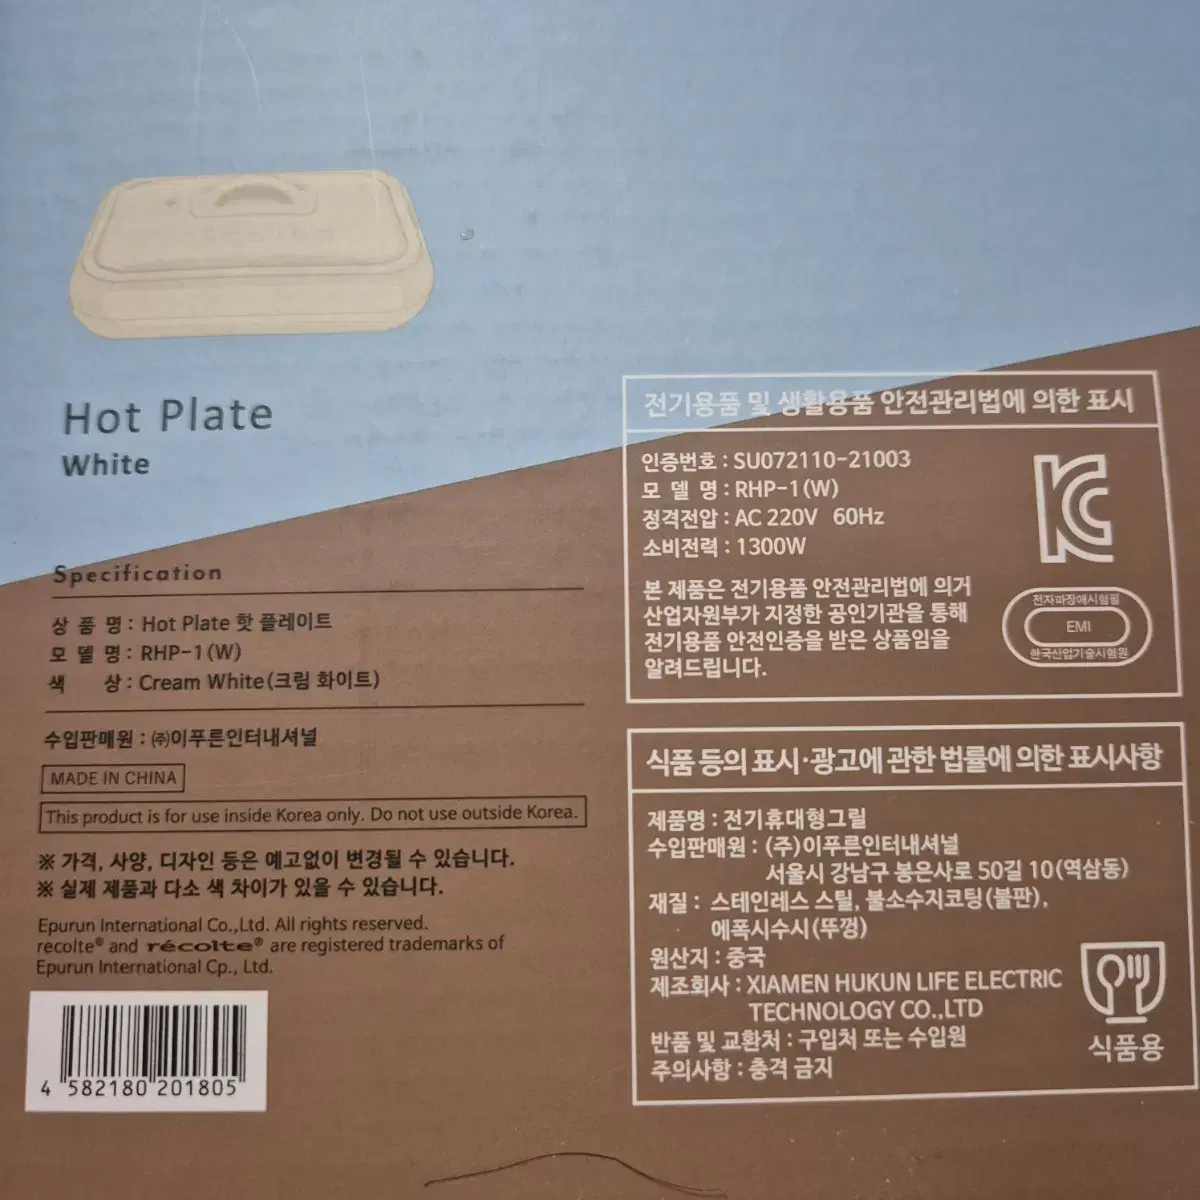 Hot Plate
White
Specification
상 품 명 : Hot Plate 핫 플레이트
모 델 명 : RHP-1(W)
색 상 : Cream White(크림 화이트)
수입판매원 : ㈜이푸른인터내셔널
MADE IN CHINA
This product is for use inside Korea only. Do not use outside Korea.
※ 가격, 사양, 디자인 등은 예고없이 변경될 수 있습니다.
※ 실제 제품과 다소 색 차이가 있을 수 있습니다.
Epurun International Co.,Ltd. All rights reserved.
recolte® and récolte® are registered trademarks of
Epurun International Cp., Ltd.
4 582180 201805
전기용품 및 생활용품 안전관리법에 의한 표시
인증번호 : SU072110-21003
모 델 명 : RHP-1(W)
정격전압 : AC 220V 60Hz
소비전력 : 1300W
본 제품은 전기용품 안전관리법에 의거
산업자원부가 지정한 공인기관을 통해
전기용품 안전인증을 받은 상품임을
알려드립니다.
KC
전자파장애시험필
EMI
한국산업기술시험원
식품 등의 표시·광고에 관한 법률에 의한 표시사항
제품명 : 전기휴대형그릴
수입판매원 : (주)이푸른인터내셔널
서울시 강남구 봉은사로 50길 10(역삼동)
재질 : 스테인레스 스틸, 불소수지코팅(불판),
에폭시수시(뚜껑)
원산지 : 중국
제조회사 : XIAMEN HUKUN LIFE ELECTRIC
TECHNOLOGY CO.,LTD
반품 및 교환처 : 구입처 또는 수입원
주의사항 : 충격 금지
식품용